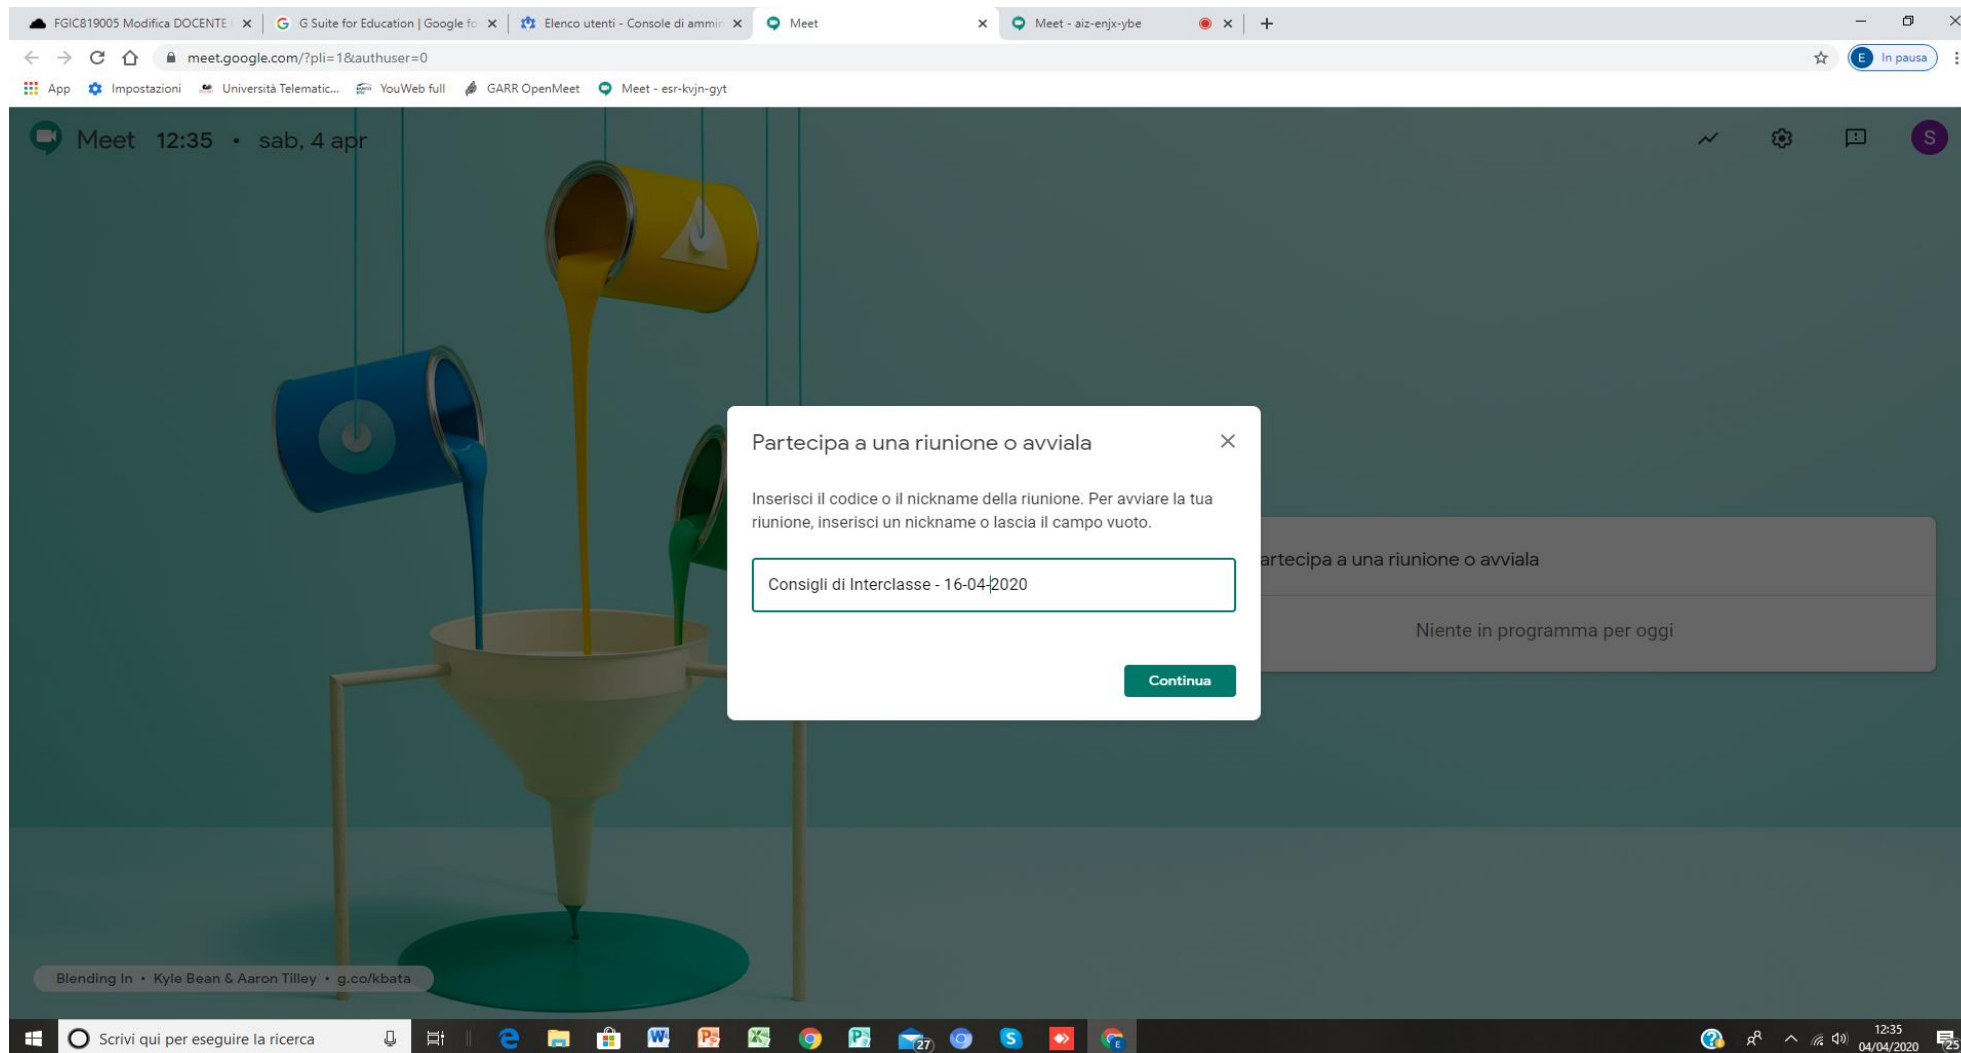 FGIC819005 Modifica DOCENTE
G Suite for Education | Google fo
Elenco utenti - Console di ammin
Meet
Meet - aiz-enjx-ybe
meet.google.com/?pli=1&authuser=0
E In pausa
App
Impostazioni
Università Telematic...
YouWeb full
GARR OpenMeet
Meet - esr-kvjn-gyt
Meet 12:35 • sab, 4 apr
S
Partecipa a una riunione o avviala
Inserisci il codice o il nickname della riunione. Per avviare la tua
riunione, inserisci un nickname o lascia il campo vuoto.
Consigli di Interclasse - 16-04-2020
Continua
artecipa a una riunione o avviala
Niente in programma per oggi
Blending In • Kyle Bean & Aaron Tilley • g.co/kbata
Scrivi qui per eseguire la ricerca
27
12:35
04/04/2020
25